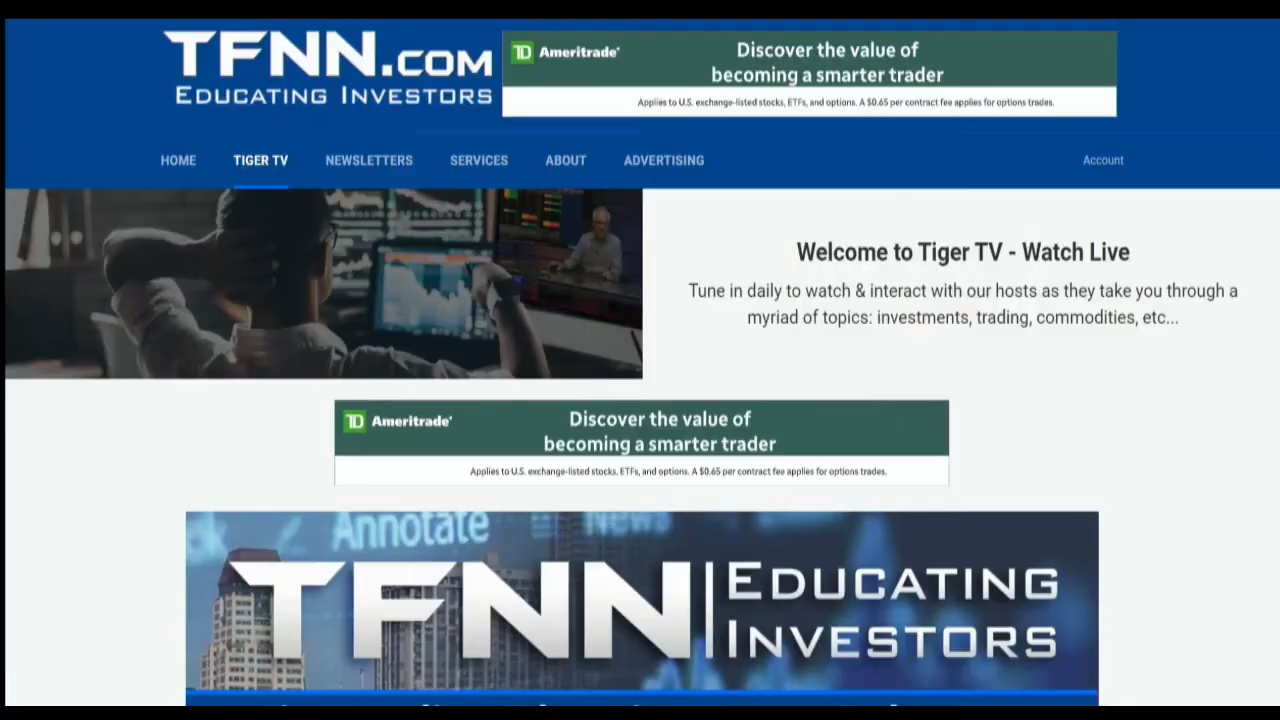 TFNN.COM
EDUCATING INVESTORS
TD Ameritrade
Discover the value of
becoming a smarter trader
Applies to U.S. exchange-listed stocks, ETFs, and options. A $0.65 per contract fee applies for options trades.
HOME TIGER TV NEWSLETTERS SERVICES ABOUT ADVERTISING Account
Welcome to Tiger TV - Watch Live
Tune in daily to watch & interact with our hosts as they take you through a
myriad of topics: investments, trading, commodities, etc...
TD Ameritrade
Discover the value of
becoming a smarter trader
Applies to U.S. exchange-listed stocks, ETFs, and options. A $0.65 per contract fee applies for options trades.
Annotate News
TFNN EDUCATING
INVESTORS